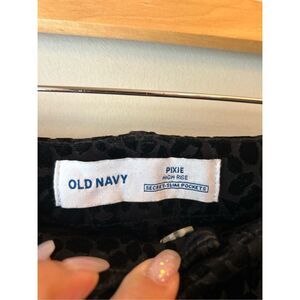 OLD NAVY
PIXIE
HIGH RISE
SECRET-SLIM POCKETS